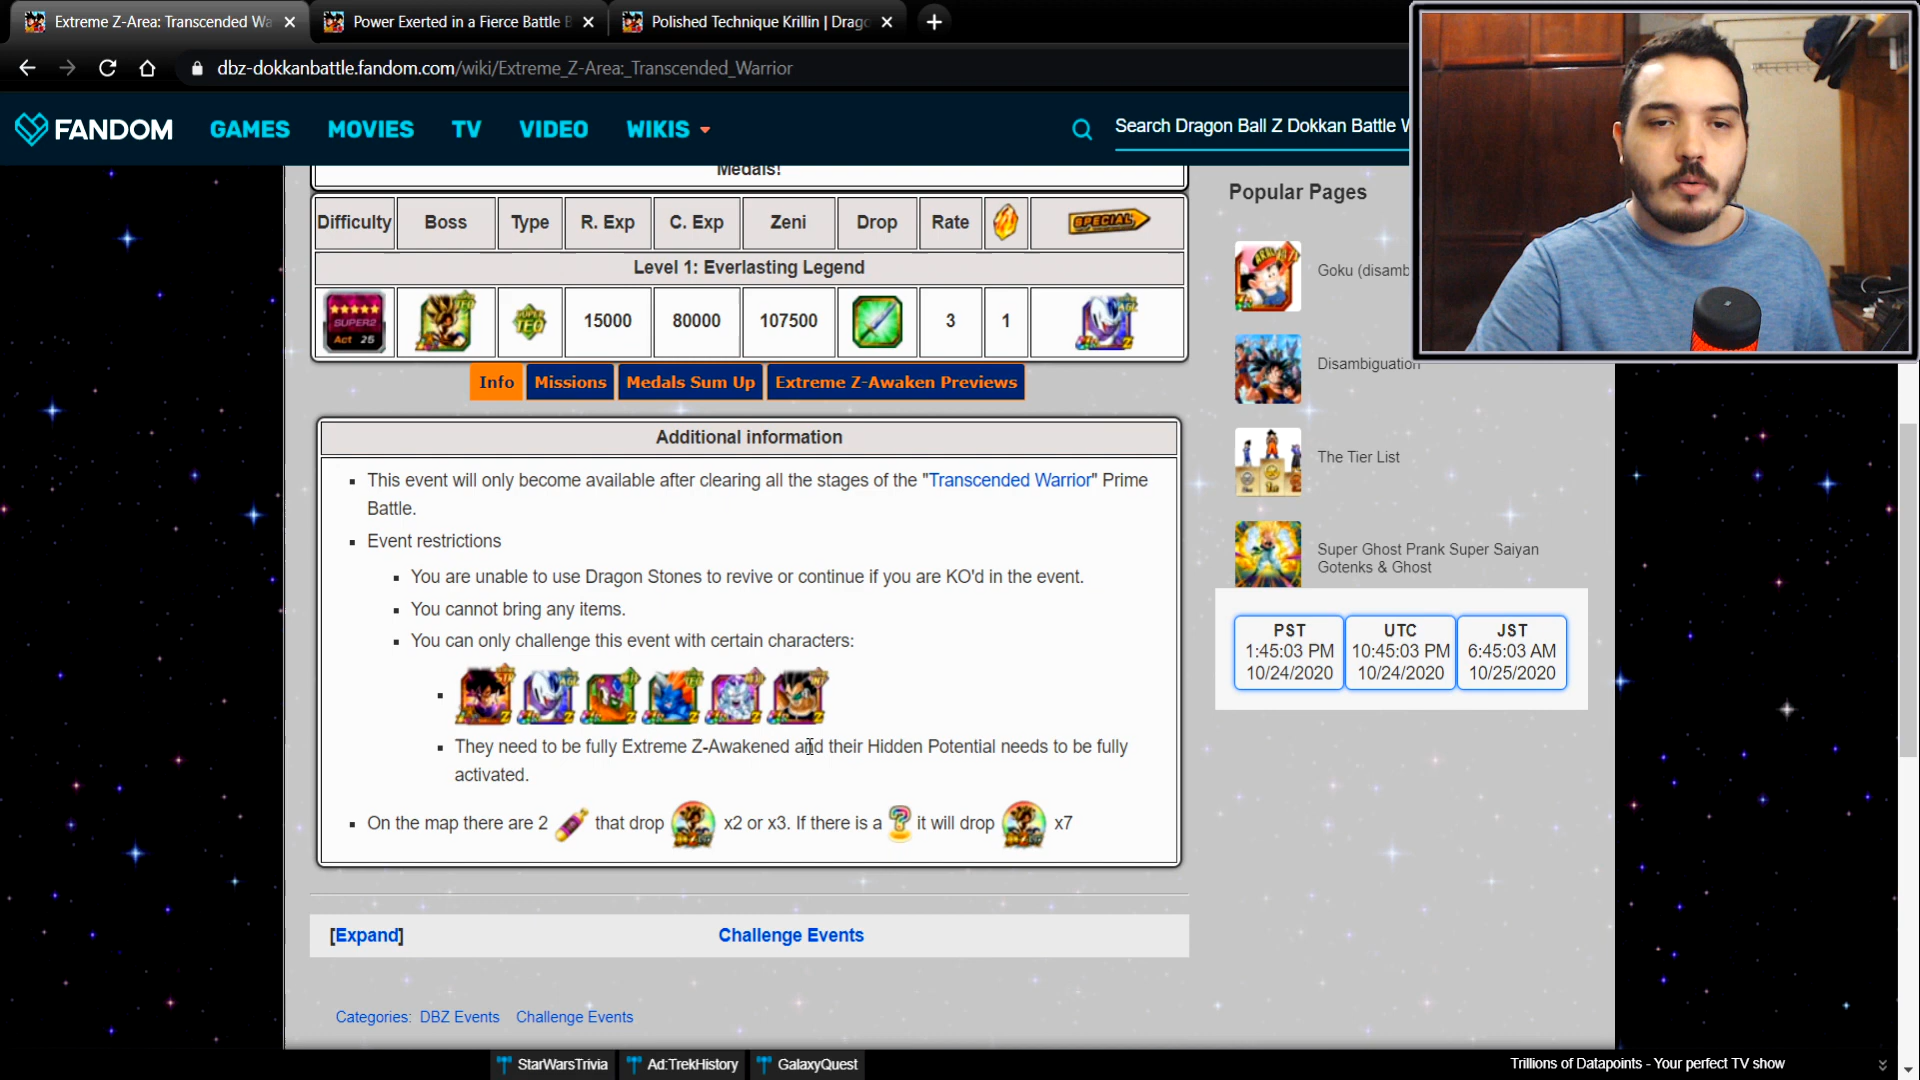 Extreme Z-Area: Transcended Wa
Power Exerted in a Fierce Battle B
Polished Technique Krillin | Drago
dbz-dokkanbattle.fandom.com/wiki/Extreme_Z-Area:_Transcended_Warrior
FANDOM GAMES MOVIES TV VIDEO WIKIS
Search Dragon Ball Z Dokkan Battle W
Medals!
Difficulty Boss Type R. Exp C. Exp Zeni Drop Rate SPECIAL
Level 1: Everlasting Legend
SUPER2
Act 25
TEQ
SUPER TEQ
15000 80000 107500 3 1
Info Missions Medals Sum Up Extreme Z-Awaken Previews
Additional information
This event will only become available after clearing all the stages of the "Transcended Warrior" Prime
Battle.
Event restrictions
You are unable to use Dragon Stones to revive or continue if you are KO'd in the event.
You cannot bring any items.
You can only challenge this event with certain characters:
They need to be fully Extreme Z-Awakened and their Hidden Potential needs to be fully
activated.
On the map there are 2 that drop x2 or x3. If there is a it will drop x7
[Expand] Challenge Events
Categories: DBZ Events Challenge Events
Popular Pages
Goku (disamb
Disambiguation
The Tier List
Super Ghost Prank Super Saiyan
Gotenks & Ghost
PST
1:45:03 PM
10/24/2020
UTC
10:45:03 PM
10/24/2020
JST
6:45:03 AM
10/25/2020
StarWarsTrivia Ad:TrekHistory GalaxyQuest
Trillions of Datapoints - Your perfect TV show